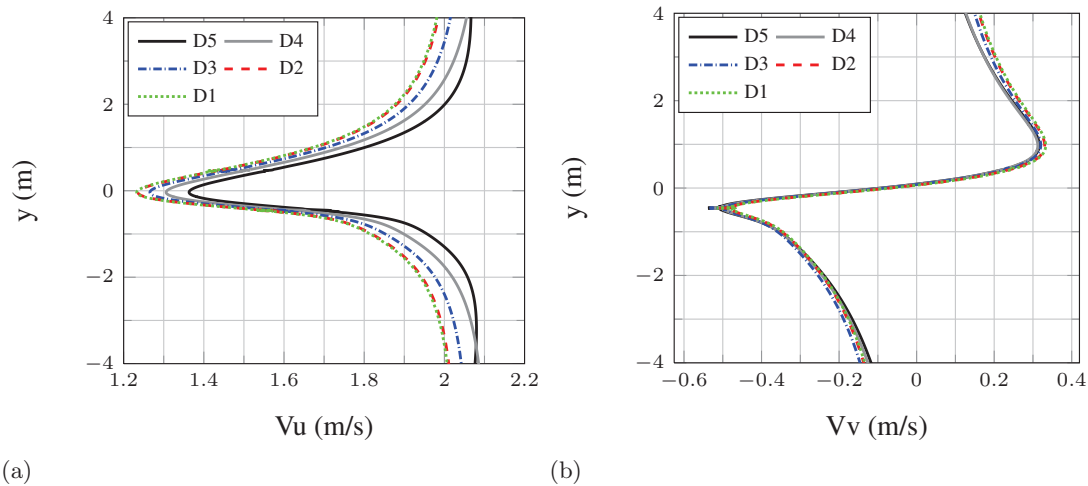 4
2
0
−2
−4
1.2 1.4 1.6 1.8 2 2.2
y (m)
Vu (m/s)
D5 D4
D3 D2
D1
(a)
4
2
0
−2
−4
−0.6 −0.4 −0.2 0 0.2 0.4
y (m)
Vv (m/s)
D5 D4
D3 D2
D1
(b)